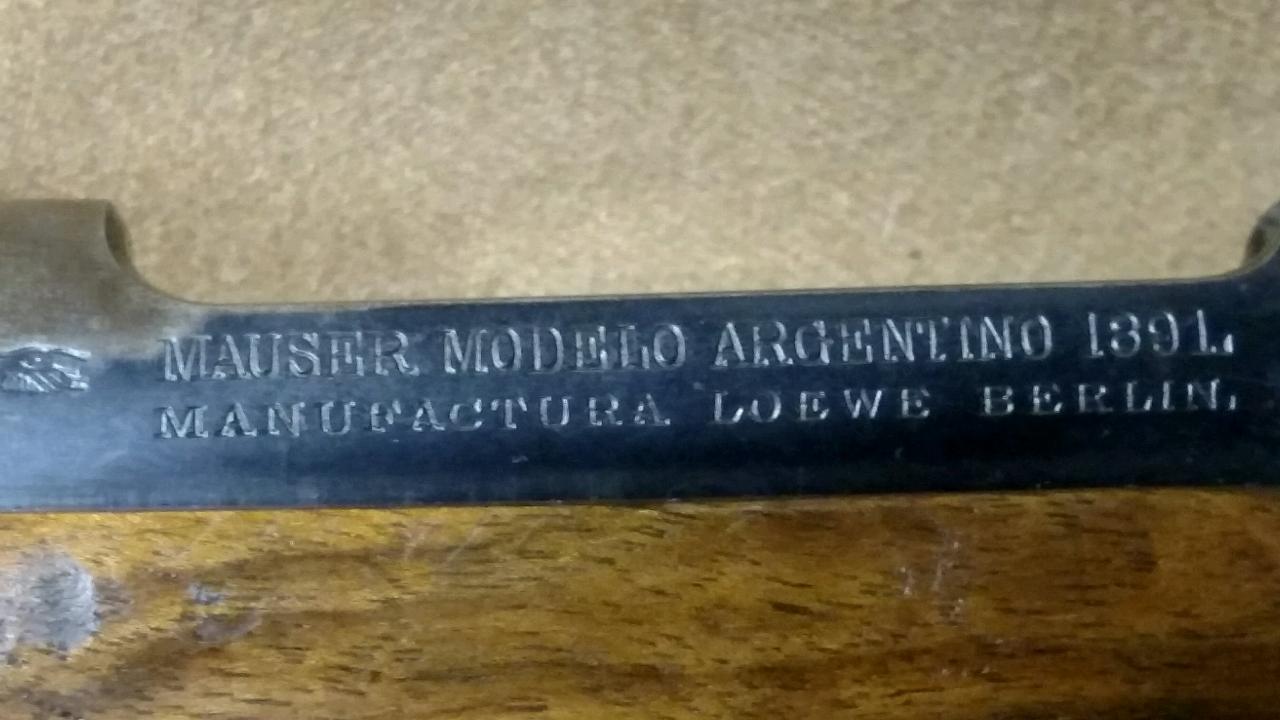 MAUSER MODELO ARGENTINO 1891.
MANUFACTURA LOEWE BERLIN.